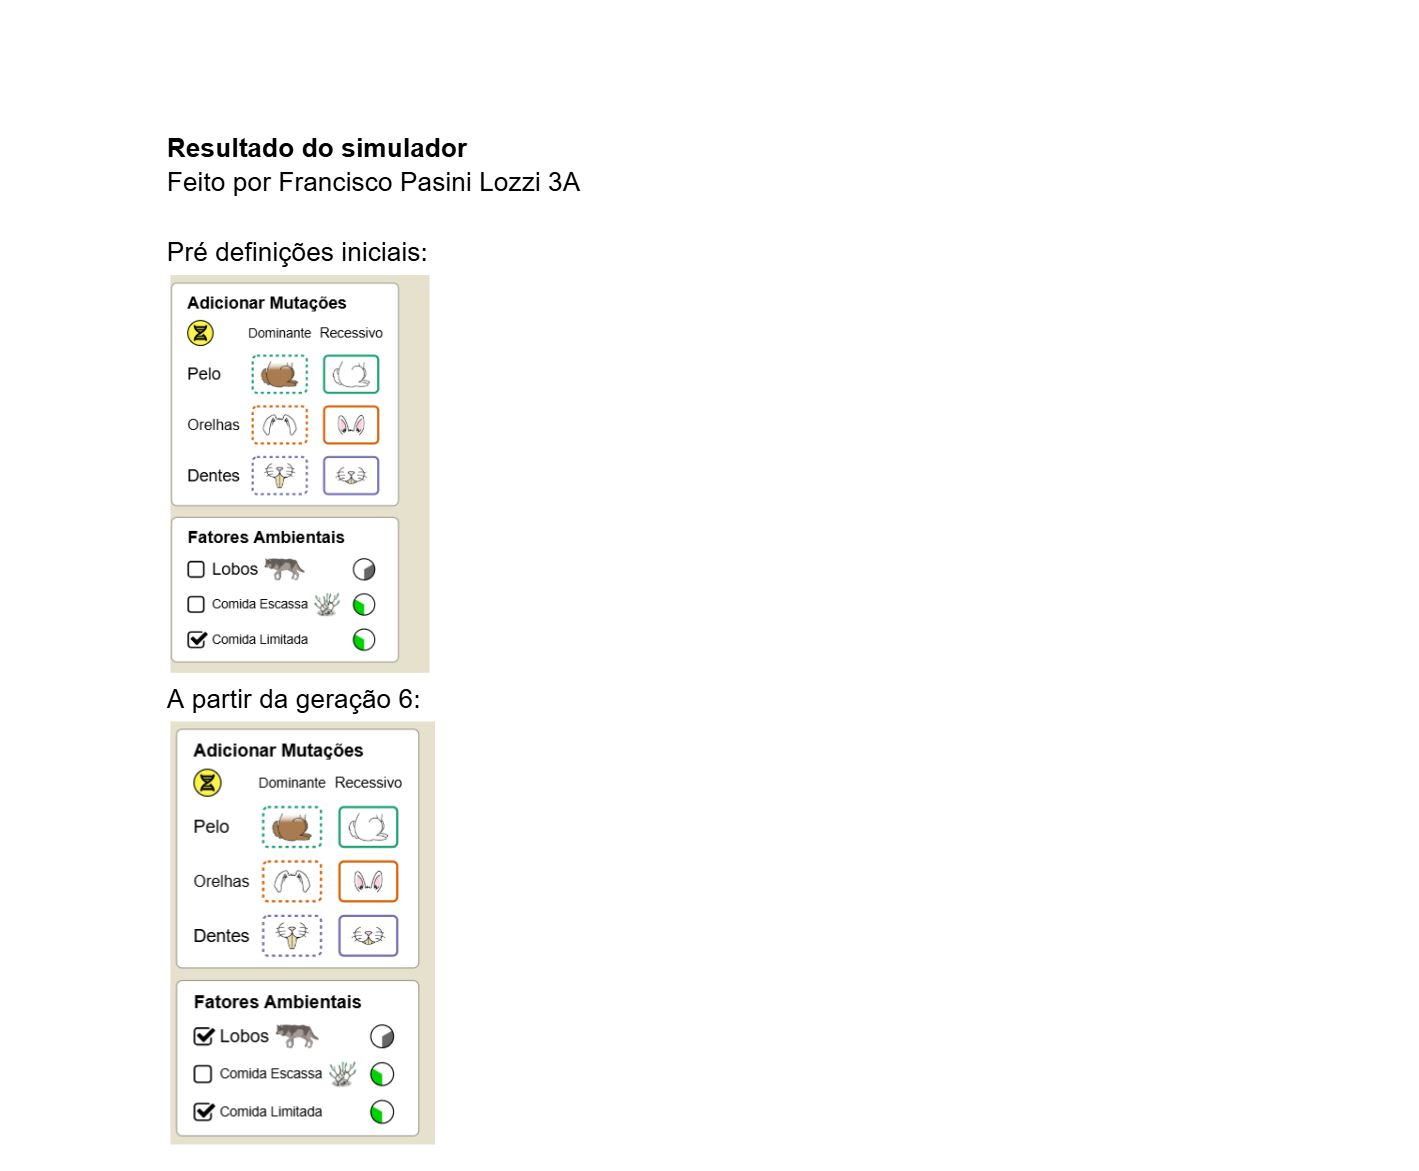 Resultado do simulador
Feito por Francisco Pasini Lozzi 3A
Pré definições iniciais:
Adicionar Mutações
Dominante Recessivo
Pelo
Orelhas
Dentes
Fatores Ambientais
Lobos
Comida Escassa
Comida Limitada
A partir da geração 6:
Adicionar Mutações
Dominante Recessivo
Pelo
Orelhas
Dentes
Fatores Ambientais
Lobos
Comida Escassa
Comida Limitada